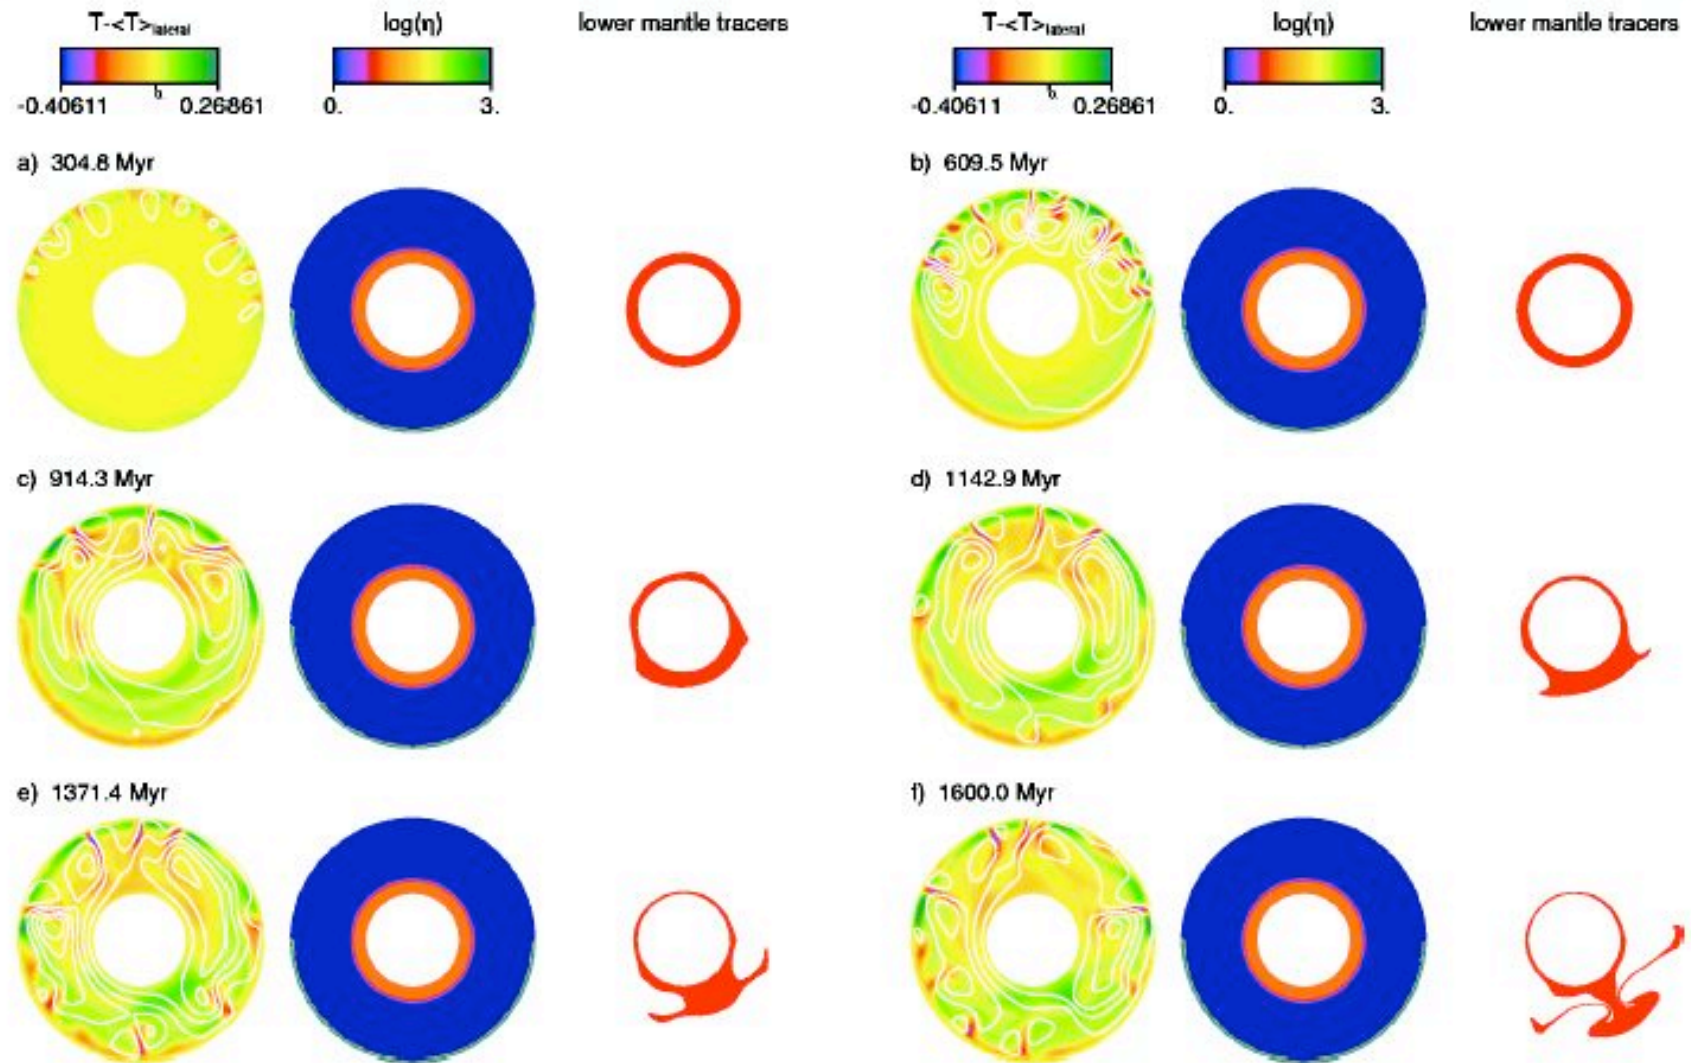 T-<T>lateral log(η) lower mantle tracers T-<T>lateral log(η) lower mantle tracers
-0.40611 0. 0.26861 0. 3. -0.40611 0. 0.26861 0. 3.
a) 304.8 Myr b) 609.5 Myr
c) 914.3 Myr d) 1142.9 Myr
e) 1371.4 Myr f) 1600.0 Myr